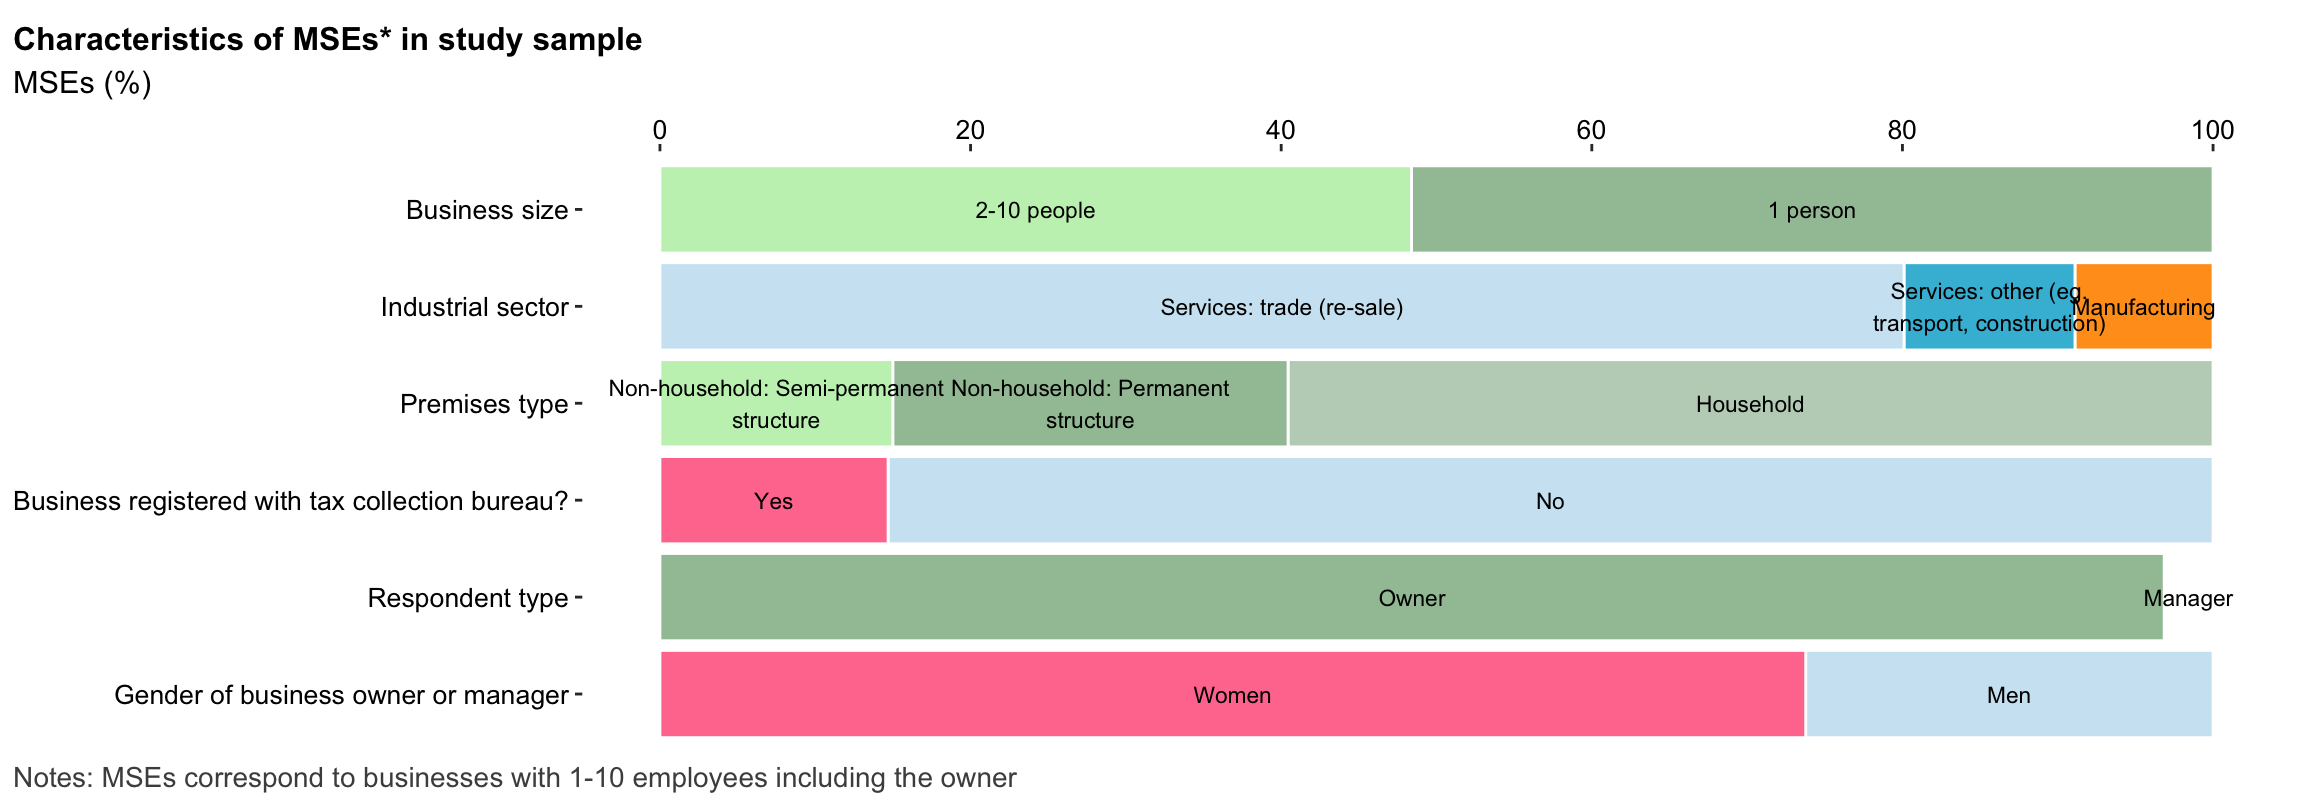 Characteristics of MSEs* in study sample
MSEs (%)
0 20 40 60 80 100
Business size
2-10 people 1 person
Industrial sector
Services: trade (re-sale)
Services: other (eg,
transport, construction)
Manufacturing
Premises type
Non-household: Semi-permanent
structure
Non-household: Permanent
structure
Household
Business registered with tax collection bureau?
Yes No
Respondent type
Owner Manager
Gender of business owner or manager
Women Men
Notes: MSEs correspond to businesses with 1-10 employees including the owner